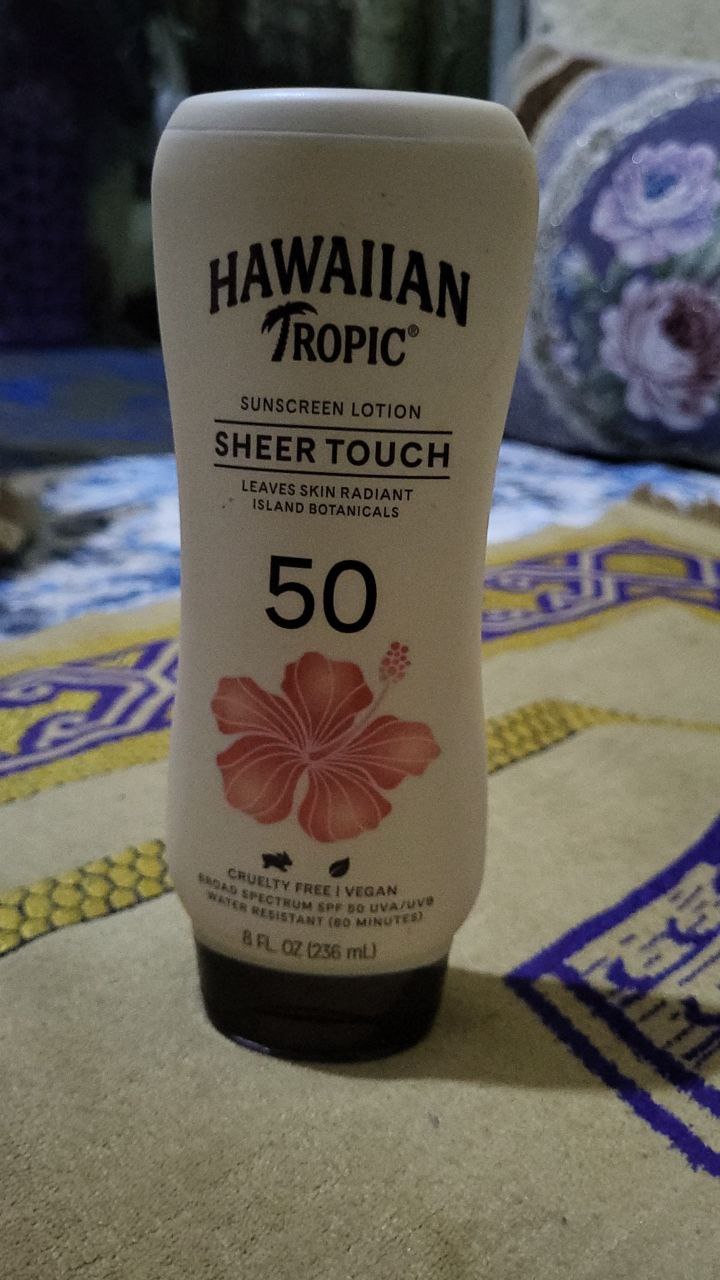 HAWAIIAN
TROPIC®
SUNSCREEN LOTION
SHEER TOUCH
LEAVES SKIN RADIANT
ISLAND BOTANICALS
50
CRUELTY FREE | VEGAN
BROAD SPECTRUM SPF 50 UVA/UVB
WATER RESISTANT (80 MINUTES)
8 FL OZ (236 mL)